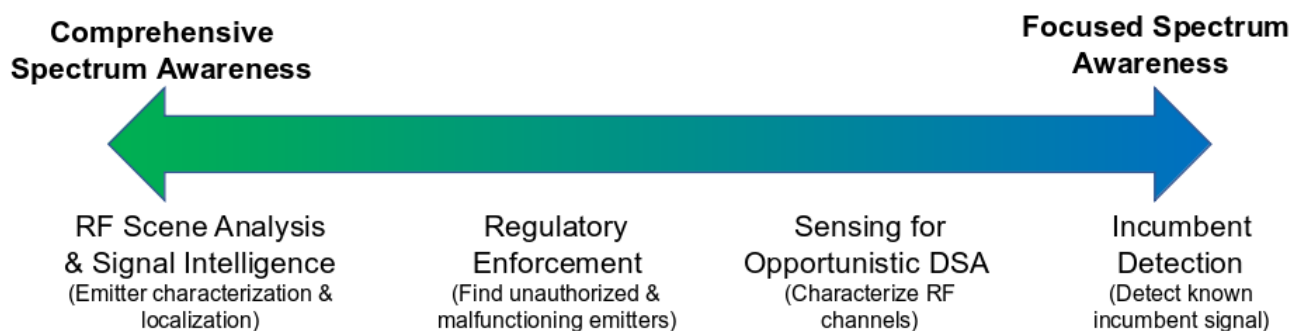 Comprehensive
Spectrum Awareness
Focused Spectrum
Awareness
RF Scene Analysis
& Signal Intelligence
(Emitter characterization &
localization)
Regulatory
Enforcement
(Find unauthorized &
malfunctioning emitters)
Sensing for
Opportunistic DSA
(Characterize RF
channels)
Incumbent
Detection
(Detect known
incumbent signal)